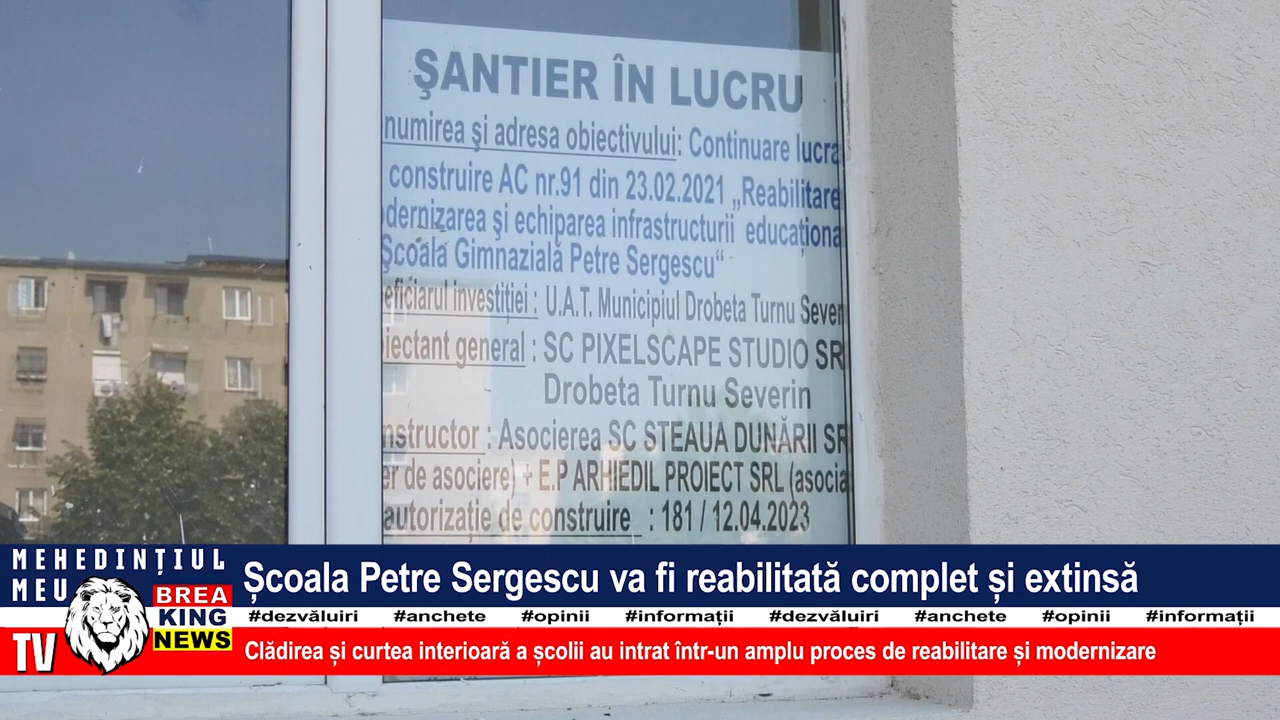 ŞANTIER ÎN LUCRU
numirea şi adresa obiectivului: Continuare lucra
construire AC nr.91 din 23.02.2021 „Reabilitare
dernizarea şi echiparea infrastructurii educaţiona
Şcoala Gimnazială Petre Sergescu“
eficiarul investiţiei : U.A.T. Municipiul Drobeta Turnu Sever
iectant general : SC PIXELSCAPE STUDIO SR
Drobeta Turnu Severin
nstructor : Asocierea SC STEAUA DUNĂRII SR
er de asociere) + E.P ARHIEDIL PROIECT SRL (asocia
autorizaţie de construire : 181 / 12.04.2023
MEHEDINȚIUL
MEU
TV
BREA
KING
NEWS
Școala Petre Sergescu va fi reabilitată complet și extinsă
#dezvăluiri #anchete #opinii #informații #dezvăluiri #anchete #opinii #informații
Clădirea și curtea interioară a școlii au intrat într-un amplu proces de reabilitare și modernizare